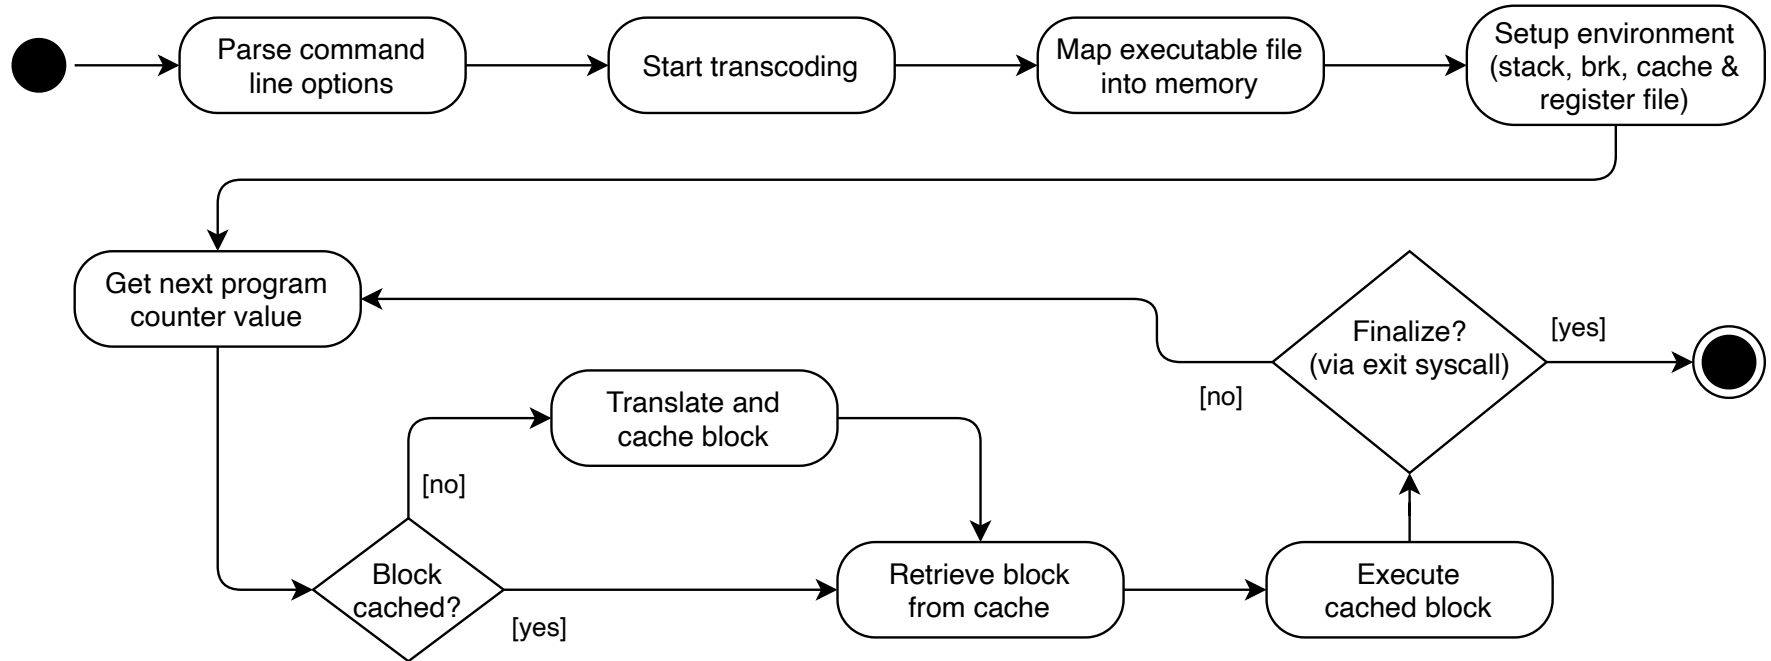 Parse command
line options
Start transcoding
Map executable file
into memory
Setup environment
(stack, brk, cache &
register file)
Get next program
counter value
Finalize?
(via exit syscall)
[yes]
[no]
Translate and
cache block
[no]
Block
cached?
[yes]
Retrieve block
from cache
Execute
cached block